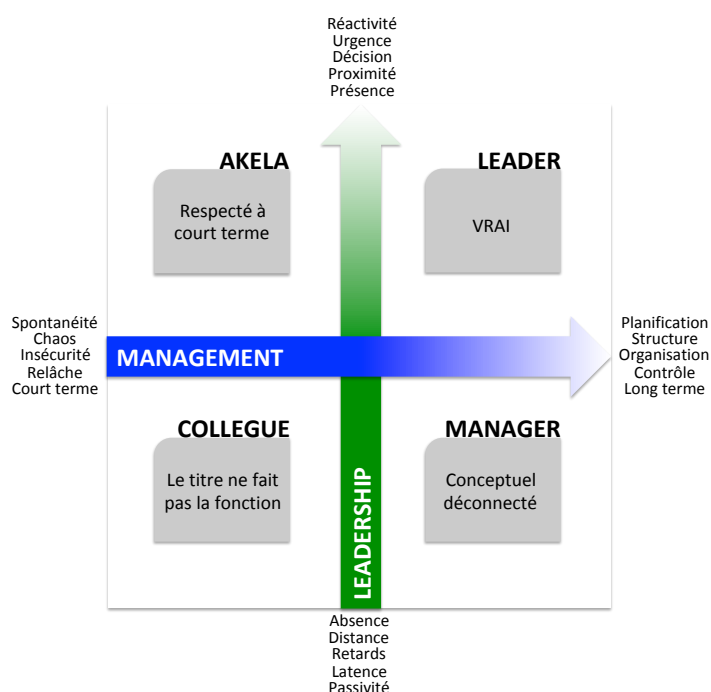 Réactivité
Urgence
Décision
Proximité
Présence
AKELA
Respecté à
court terme
LEADER
VRAI
Spontanéité
Chaos
Insécurité
Relâche
Court terme
MANAGEMENT
Planification
Structure
Organisation
Contrôle
Long terme
COLLEGUE
Le titre ne fait
pas la fonction
MANAGER
Conceptuel
déconnecté
LEADERSHIP
Absence
Distance
Retards
Latence
Passivité